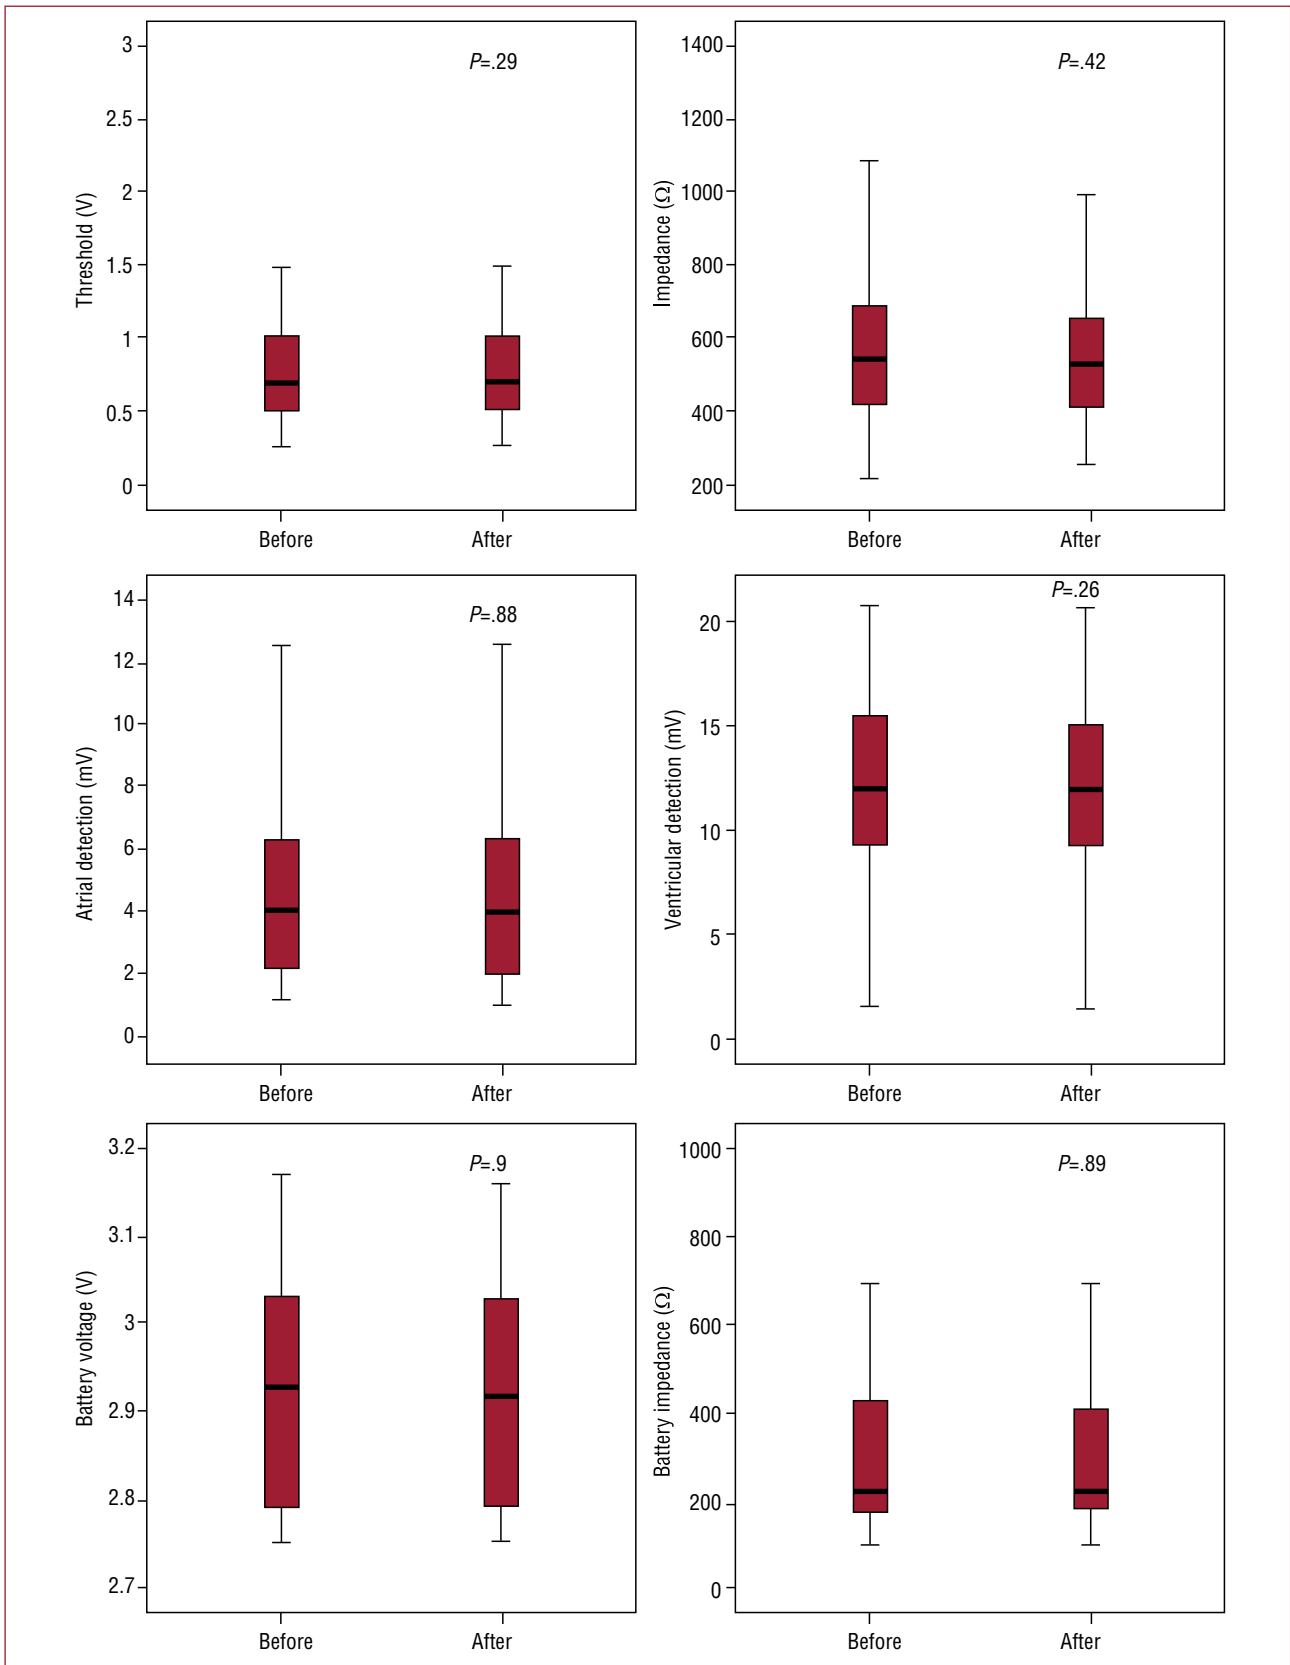 P=.29
3
2.5
2
1.5
1
0.5
0
Threshold (V)
Before
After
P=.42
1400
1200
1000
800
600
400
200
Impedance (Ω)
Before
After
P=.88
14
12
10
8
6
4
2
0
Atrial detection (mV)
Before
After
P=.26
20
15
10
5
0
Ventricular detection (mV)
Before
After
P=.9
3.2
3.1
3
2.9
2.8
2.7
Battery voltage (V)
Before
After
P=.89
1000
800
600
400
200
0
Battery impedance (Ω)
Before
After